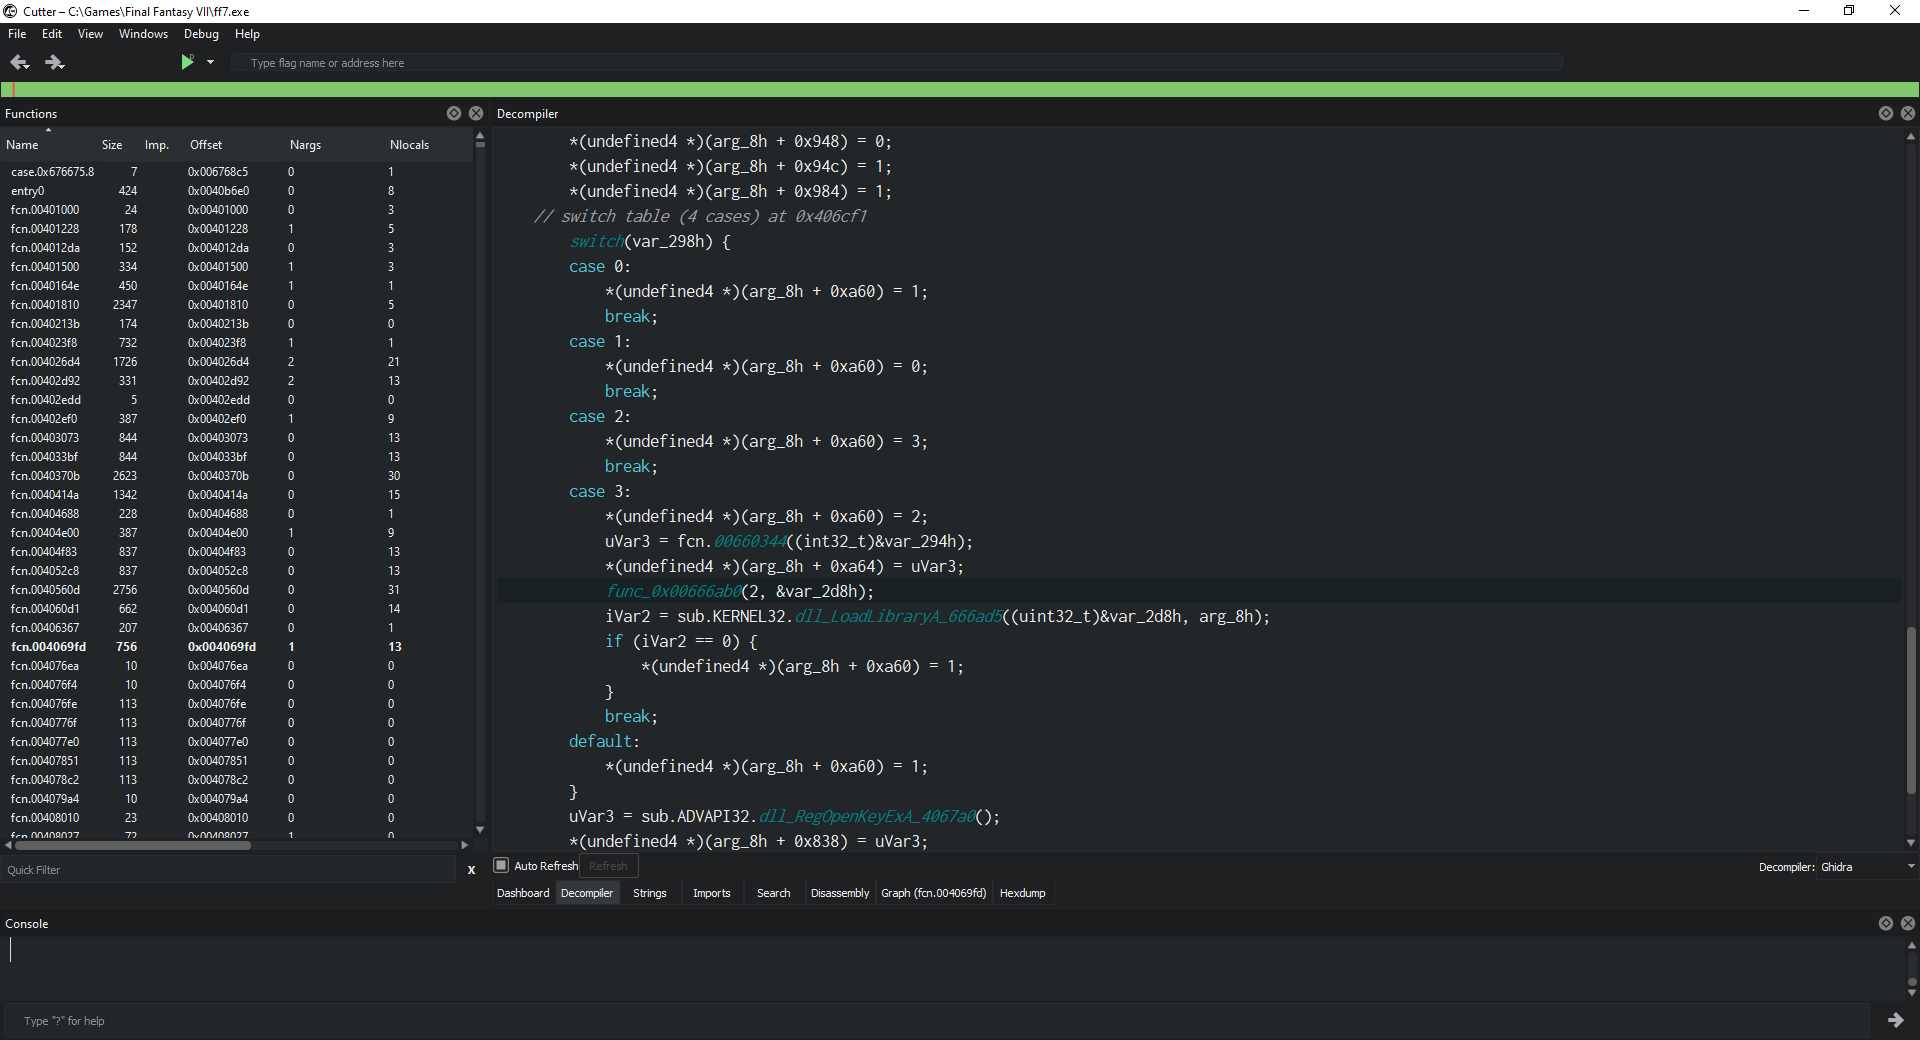 Cutter – C:\Games\Final Fantasy VII\ff7.exe
File Edit View Windows Debug Help
Type flag name or address here
Functions
Name Size Imp. Offset Nargs Nlocals
case.0x676675.8 7 0x006768c5 0 1
entry0 424 0x0040b6e0 0 8
fcn.00401000 24 0x00401000 0 3
fcn.00401228 178 0x00401228 1 5
fcn.004012da 152 0x004012da 0 3
fcn.00401500 334 0x00401500 1 3
fcn.0040164e 450 0x0040164e 1 1
fcn.00401810 2347 0x00401810 0 5
fcn.0040213b 174 0x0040213b 0 0
fcn.004023f8 732 0x004023f8 1 1
fcn.004026d4 1726 0x004026d4 2 21
fcn.00402d92 331 0x00402d92 2 13
fcn.00402edd 5 0x00402edd 0 0
fcn.00402ef0 387 0x00402ef0 1 9
fcn.00403073 844 0x00403073 0 13
fcn.004033bf 844 0x004033bf 0 13
fcn.0040370b 2623 0x0040370b 0 30
fcn.0040414a 1342 0x0040414a 0 15
fcn.00404688 228 0x00404688 0 1
fcn.00404e00 387 0x00404e00 1 9
fcn.00404f83 837 0x00404f83 0 13
fcn.004052c8 837 0x004052c8 0 13
fcn.0040560d 2756 0x0040560d 0 31
fcn.004060d1 662 0x004060d1 0 14
fcn.00406367 207 0x00406367 0 1
fcn.004069fd 756 0x004069fd 1 13
fcn.004076ea 10 0x004076ea 0 0
fcn.004076f4 10 0x004076f4 0 0
fcn.004076fe 113 0x004076fe 0 0
fcn.0040776f 113 0x0040776f 0 0
fcn.004077e0 113 0x004077e0 0 0
fcn.00407851 113 0x00407851 0 0
fcn.004078c2 113 0x004078c2 0 0
fcn.004079a4 10 0x004079a4 0 0
fcn.00408010 23 0x00408010 0 0
fcn.00408027 72 0x00408027 1 0
Quick Filter X
Decompiler
*(undefined4 *)(arg_8h + 0x948) = 0;
*(undefined4 *)(arg_8h + 0x94c) = 1;
*(undefined4 *)(arg_8h + 0x984) = 1;
// switch table (4 cases) at 0x406cf1
switch(var_298h) {
case 0:
*(undefined4 *)(arg_8h + 0xa60) = 1;
break;
case 1:
*(undefined4 *)(arg_8h + 0xa60) = 0;
break;
case 2:
*(undefined4 *)(arg_8h + 0xa60) = 3;
break;
case 3:
*(undefined4 *)(arg_8h + 0xa60) = 2;
uVar3 = fcn.00660344((int32_t)&var_294h);
*(undefined4 *)(arg_8h + 0xa64) = uVar3;
func_0x00666ab0(2, &var_2d8h);
iVar2 = sub.KERNEL32.dll_LoadLibraryA_666ad5((uint32_t)&var_2d8h, arg_8h);
if (iVar2 == 0) {
*(undefined4 *)(arg_8h + 0xa60) = 1;
}
break;
default:
*(undefined4 *)(arg_8h + 0xa60) = 1;
}
uVar3 = sub.ADVAPI32.dll_RegOpenKeyExA_4067a0();
*(undefined4 *)(arg_8h + 0x838) = uVar3;
Auto Refresh Refresh Decompiler: Ghidra
Dashboard Decompiler Strings Imports Search Disassembly Graph (fcn.004069fd) Hexdump
Console
Type "?" for help